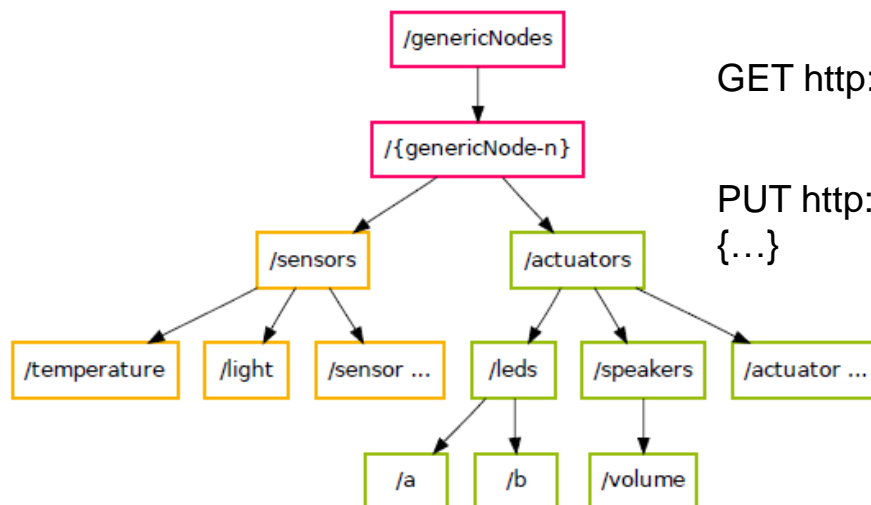 /genericNodes
GET http:
/{genericNode-n}
PUT http:
{...}
/sensors
/actuators
/temperature
/light
/sensor ...
/leds
/speakers
/actuator ...
/a
/b
/volume